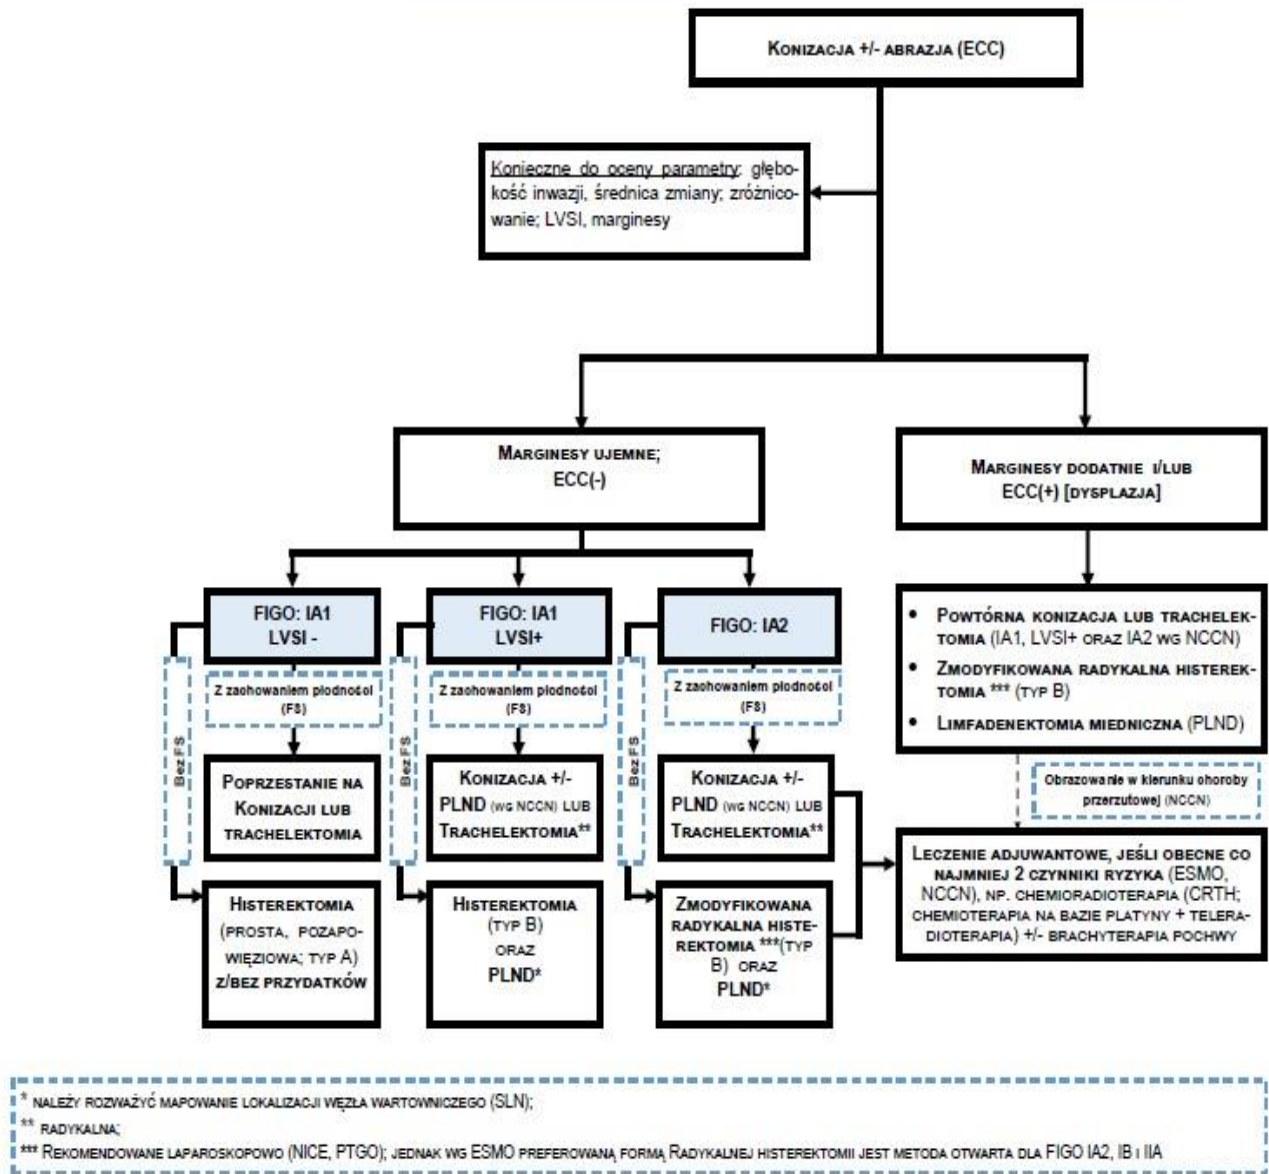 KONIZACJA +/- ABRAZJA (ECC)
Konieczne do oceny parametry: głębo-
kość inwazji, średnica zmiany; zróżnico-
wanie; LVSI, marginesy
MARGINESY UJEMNE;
ECC(-)
MARGINESY DODATNIE I/LUB
ECC(+) [DYSPLAZJA]
FIGO: IA1
LVSI -
FIGO: IA1
LVSI+
FIGO: IA2
Z zachowaniem płodności
(FS)
Z zachowaniem płodności
(FS)
Z zachowaniem płodności
(FS)
Bez FS
Bez FS
Bez FS
POPRZESTANIE NA
KONIZACJI LUB
TRACHELEKTOMIA
KONIZACJA +/-
PLND (WG NCCN) LUB
TRACHELEKTOMIA**
KONIZACJA +/-
PLND (WG NCCN) LUB
TRACHELEKTOMIA**
HISTEREKTOMIA
(PROSTA, POZAPO-
WIĘZIOWA; TYP A)
Z/BEZ PRZYDATKÓW
HISTEREKTOMIA
(TYP B)
ORAZ
PLND*
ZMODYFIKOWANA
RADYKALNA HISTE-
REKTOMIA ***(TYP
B) ORAZ
PLND*
• POWTÓRNA KONIZACJA LUB TRACHELEK-
TOMIA (IA1, LVSI+ ORAZ IA2 WG NCCN)
• ZMODYFIKOWANA RADYKALNA HISTEREK-
TOMIA *** (TYP B)
• LIMFADENEKTOMIA MIEDNICZNA (PLND)
Obrazowanie w kierunku choroby
przerzutowej (NCCN)
LECZENIE ADJUWANTOWE, JEŚLI OBECNE CO
NAJMNIEJ 2 CZYNNIKI RYZYKA (ESMO,
NCCN), NP. CHEMIORADIOTERAPIA (CRTH;
CHEMIOTERAPIA NA BAZIE PLATYNY + TELERA-
DIOTERAPIA) +/- BRACHYTERAPIA POCHWY
* NALEŻY ROZWAŻYĆ MAPOWANIE LOKALIZACJI WĘZŁA WARTOWNICZEGO (SLN);
** RADYKALNA;
*** REKOMENDOWANE LAPAROSKOPOWO (NICE, PTGO); JEDNAK WG ESMO PREFEROWANĄ FORMĄ RADYKALNEJ HISTEREKTOMII JEST METODA OTWARTA DLA FIGO IA2, IB I IIA